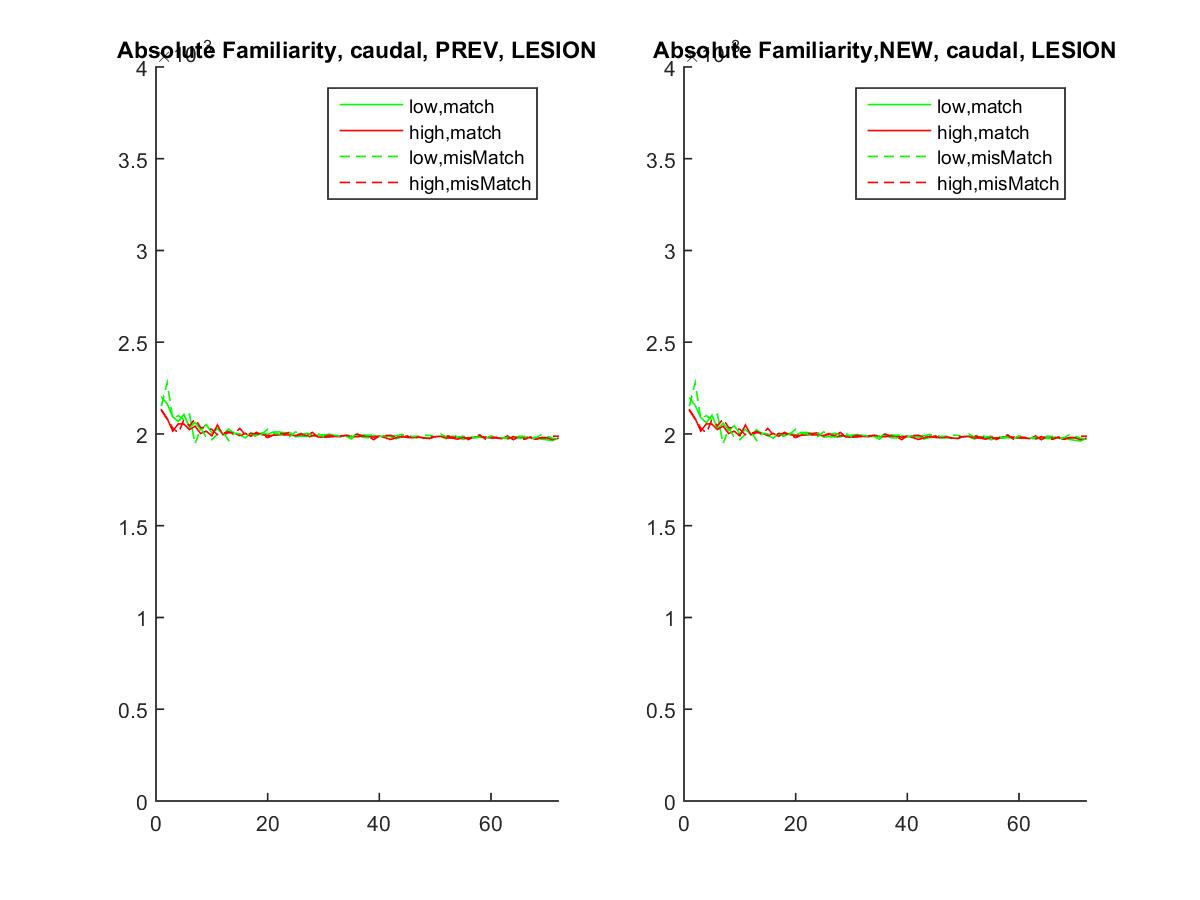 Absolute Familiarity, caudal, PREV, LESION
4
3.5
3
2.5
2
1.5
1
0.5
0
0 20 40 60
low,match
high,match
low,misMatch
high,misMatch
Absolute Familiarity,NEW, caudal, LESION
4
3.5
3
2.5
2
1.5
1
0.5
0
0 20 40 60
low,match
high,match
low,misMatch
high,misMatch